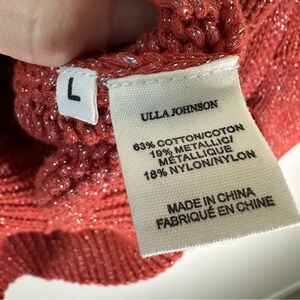 L
ULLA JOHNSON
63% COTTON/COTON
19% METALLIC/
MÉTALLIQUE
18% NYLON/NYLON
MADE IN CHINA
FABRIQUÉ EN CHINE